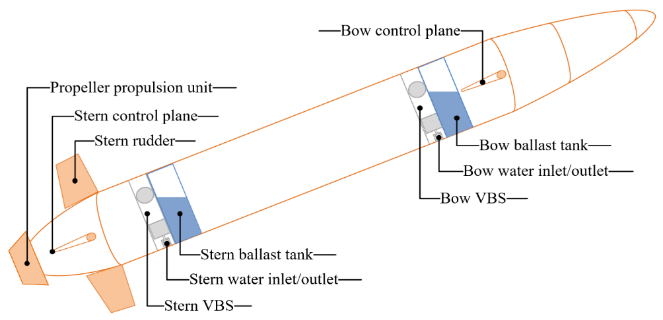 Bow control plane
Propeller propulsion unit
Stern control plane
Stern rudder
Bow ballast tank
Bow water inlet/outlet
Bow VBS
Stern ballast tank
Stern water inlet/outlet
Stern VBS